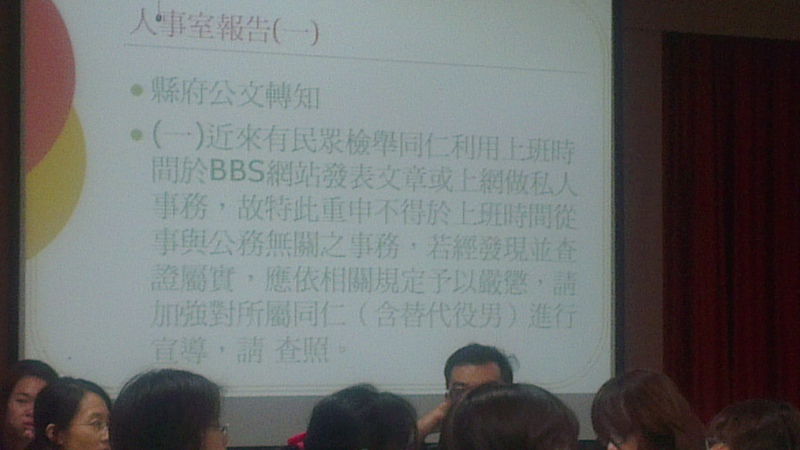 人事室報告(一)
縣府公文轉知
(一)近來有民眾檢舉同仁利用上班時
間於BBS網站發表文章或上網做私人
事務，故特此重申不得於上班時間從
事與公務無關之事務，若經發現並查
證屬實，應依相關規定予以嚴懲，請
加強對所屬同仁（含替代役男）進行
宣導，請 查照。